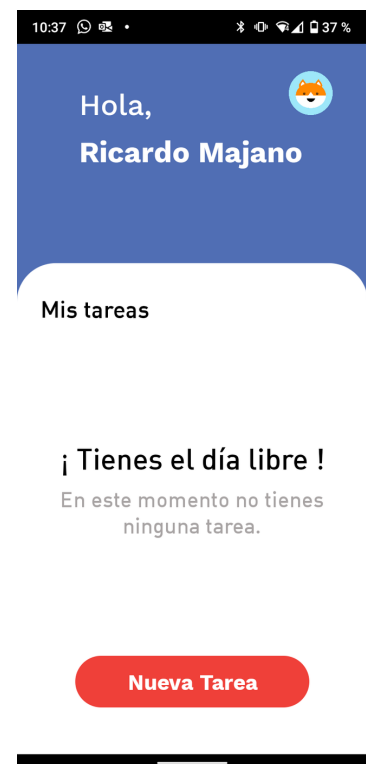 10:37 37 %
Hola,
Ricardo Majano
Mis tareas
¡ Tienes el día libre !
En este momento no tienes
ninguna tarea.
Nueva Tarea